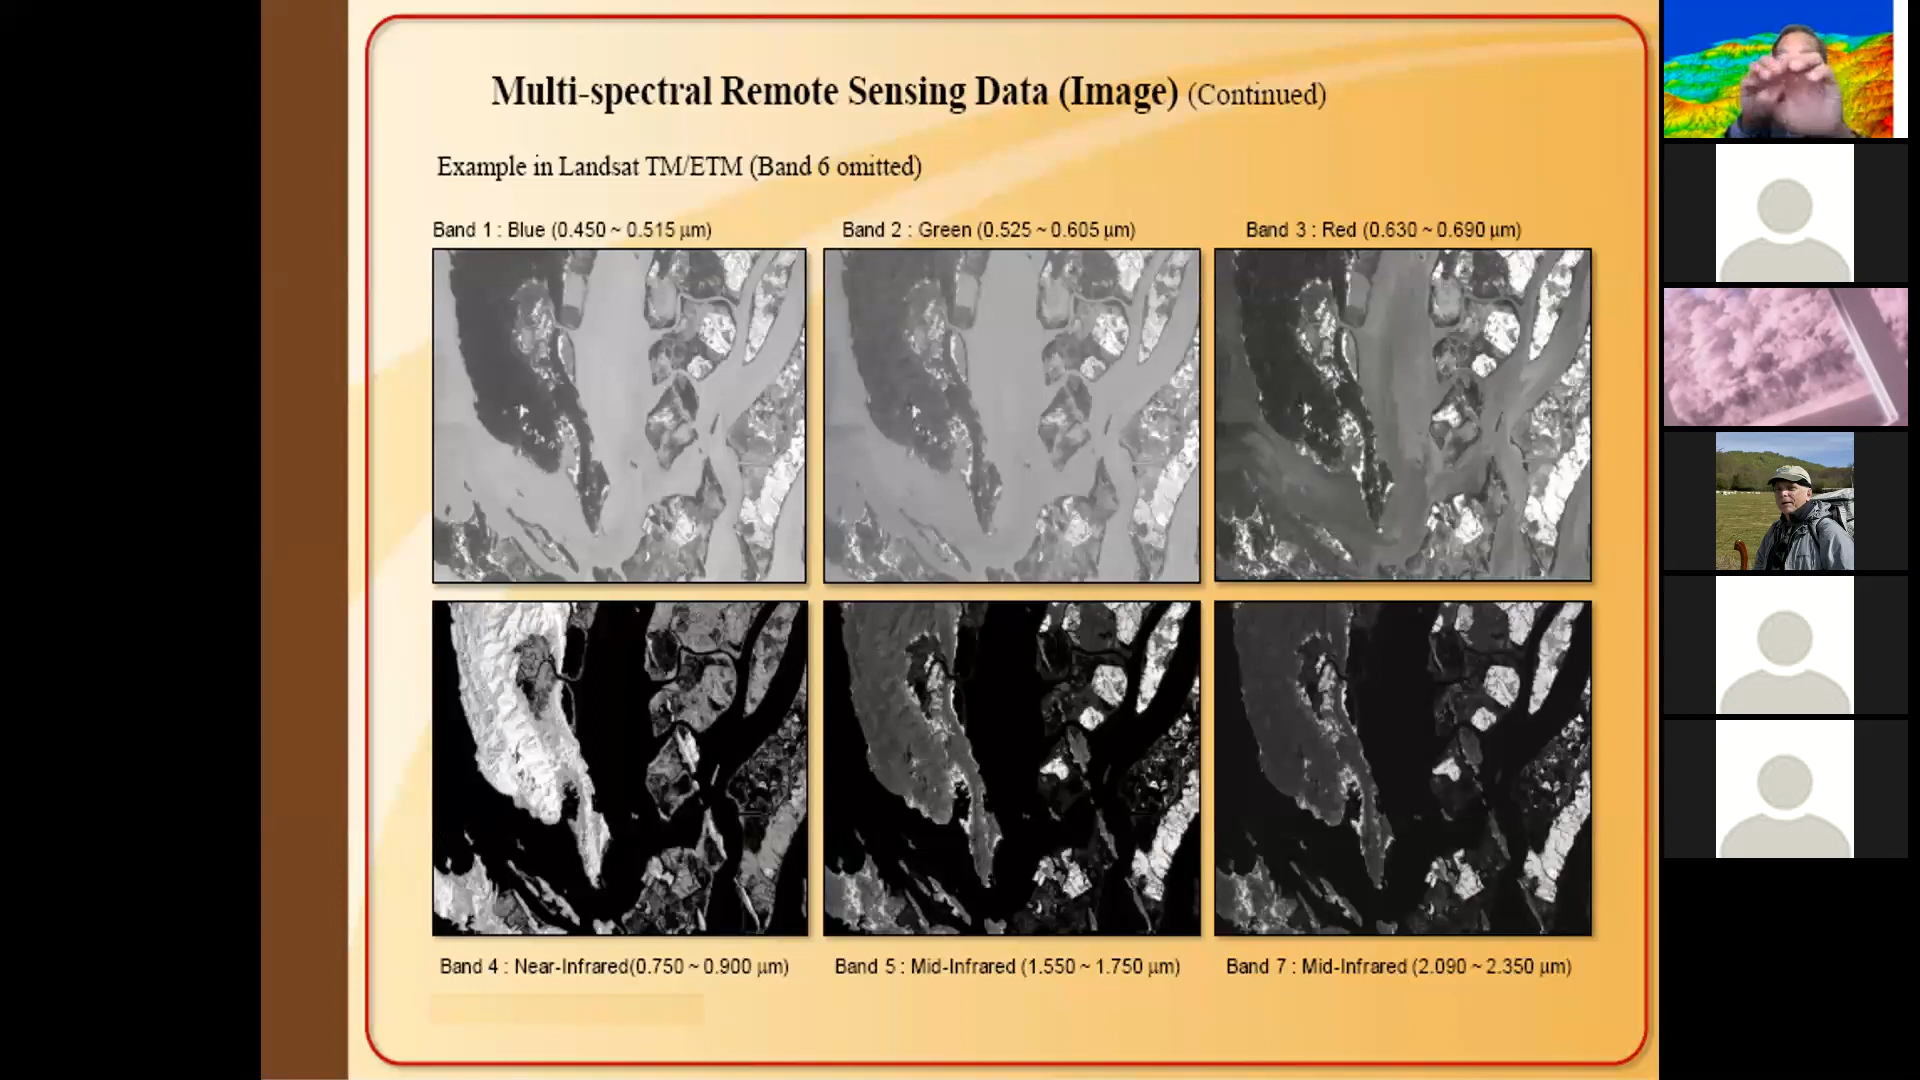 Multi-spectral Remote Sensing Data (Image) (Continued)
Example in Landsat TM/ETM (Band 6 omitted)
Band 1 : Blue (0.450 ~ 0.515 µm)
Band 2 : Green (0.525 ~ 0.605 µm)
Band 3 : Red (0.630 ~ 0.690 µm)
Band 4 : Near-Infrared(0.750 ~ 0.900 µm)
Band 5 : Mid-Infrared (1.550 ~ 1.750 µm)
Band 7 : Mid-Infrared (2.090 ~ 2.350 µm)